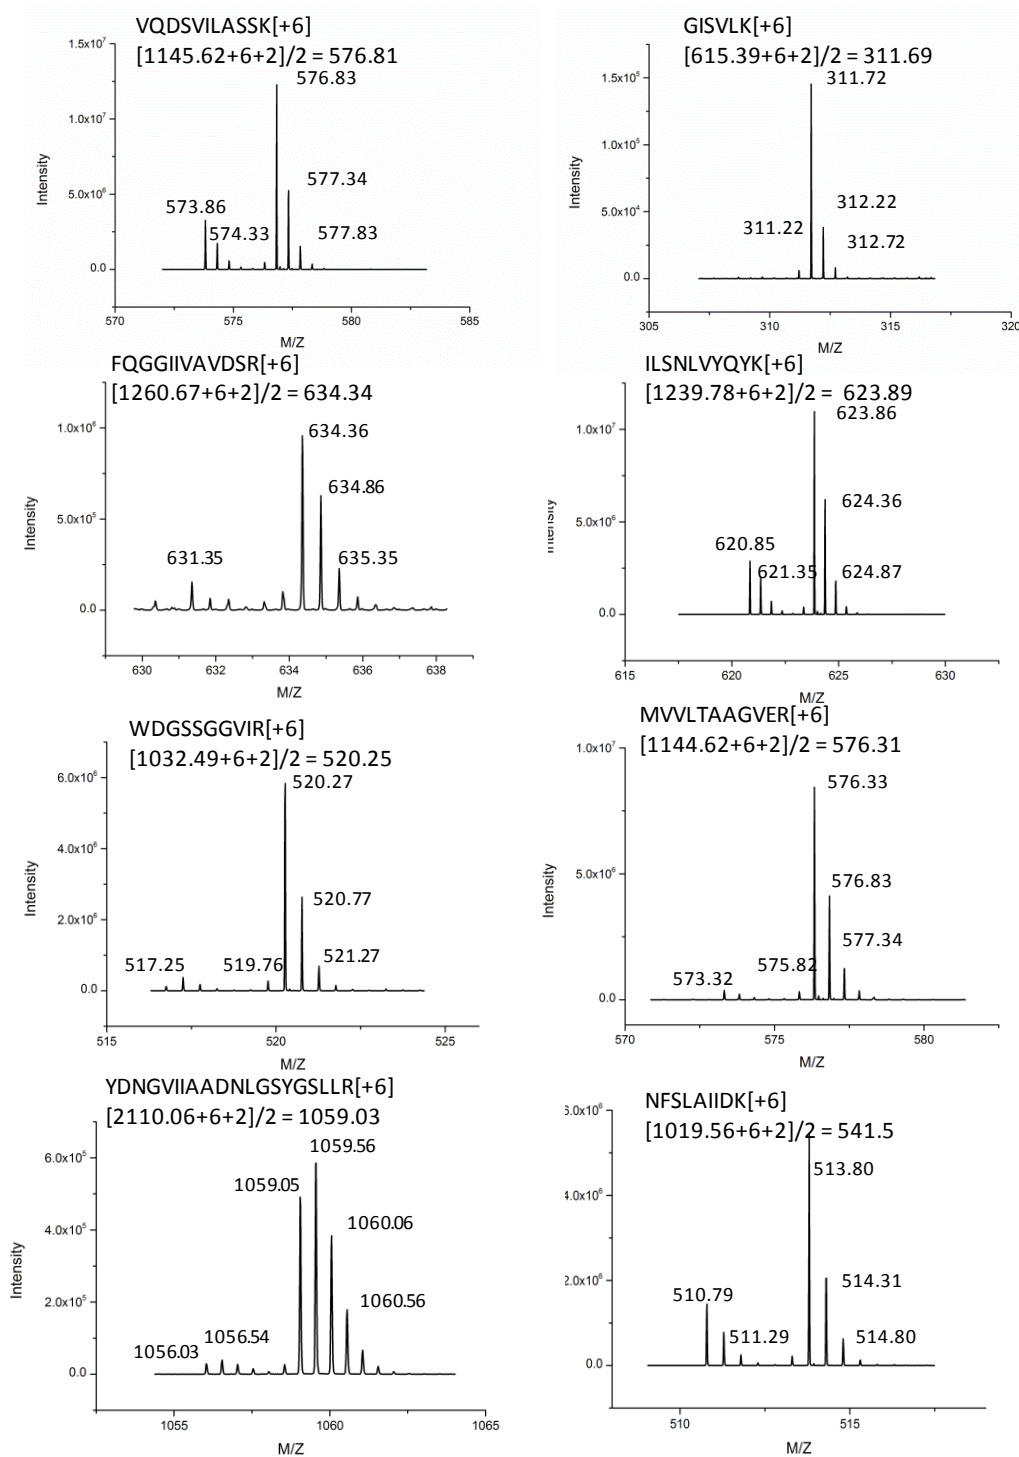 VQDSVILASSK[+6]
[1145.62+6+2]/2 = 576.81
1.5x10⁷
576.83
1.0x10⁷
577.34
5.0x10⁶
573.86
574.33
577.83
0.0
Intensity
570
575
580
585
M/Z
GISVLK[+6]
[615.39+6+2]/2 = 311.69
311.72
1.5x10⁵
1.0x10⁵
312.22
5.0x10⁴
311.22
312.72
0.0
Intensity
305
310
315
320
M/Z
FQGGIIVAVDSR[+6]
[1260.67+6+2]/2 = 634.34
634.36
1.0x10⁶
634.86
5.0x10⁵
631.35
635.35
0.0
Intensity
630
632
634
636
638
M/Z
ILSNLVYQYK[+6]
[1239.78+6+2]/2 = 623.89
623.86
1.0x10⁷
624.36
5.0x10⁶
620.85
621.35
624.87
0.0
Intensity
615
620
625
630
M/Z
WDGSSGGVIR[+6]
[1032.49+6+2]/2 = 520.25
520.27
6.0x10⁶
4.0x10⁶
520.77
2.0x10⁶
517.25
519.76
521.27
0.0
Intensity
515
520
525
M/Z
MVVLTAAGVER[+6]
[1144.62+6+2]/2 = 576.31
1.0x10⁷
576.33
5.0x10⁶
576.83
577.34
573.32
575.82
0.0
Intensity
570
575
580
M/Z
YDNGVIIAADNLGSYGSLLR[+6]
[2110.06+6+2]/2 = 1059.03
1059.56
6.0x10⁵
1059.05
4.0x10⁵
1060.06
2.0x10⁵
1060.56
1056.54
1056.03
0.0
Intensity
1055
1060
1065
M/Z
NFSLAIIDK[+6]
[1019.56+6+2]/2 = 541.5
6.0x10⁶
513.80
4.0x10⁶
514.31
2.0x10⁶
510.79
511.29
514.80
0.0
510
515
M/Z